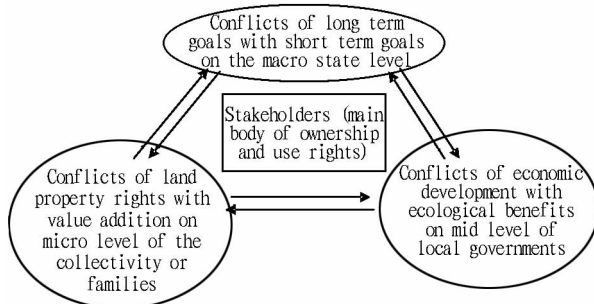 Conflicts of long term
goals with short term goals
on the macro state level
Stakeholders (main
body of ownership
and use rights)
Conflicts of land
property rights with
value addition on
micro level of the
collectivity or
families
Conflicts of economic
development with
ecological benefits
on mid level of
local governments